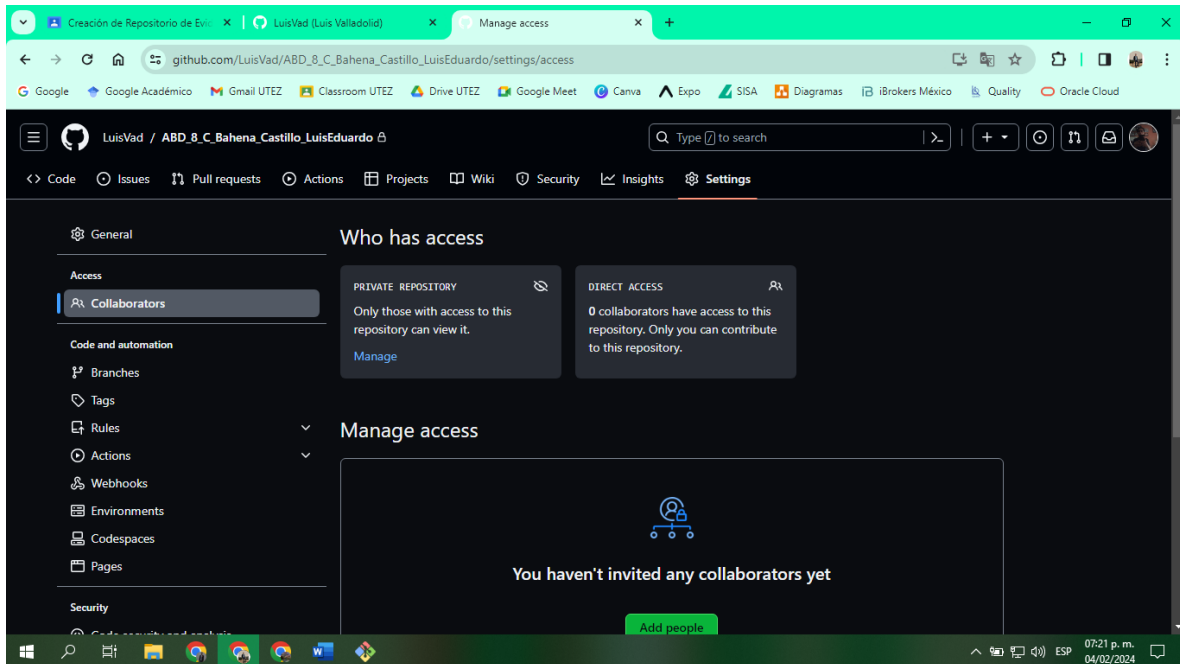 Creación de Repositorio de Evic
LuisVad (Luis Valladolid)
Manage access
github.com/LuisVad/ABD_8_C_Bahena_Castillo_LuisEduardo/settings/access
Google
Google Académico
Gmail UTEZ
Classroom UTEZ
Drive UTEZ
Google Meet
Canva
Expo
SISA
Diagramas
iBrokers México
Quality
Oracle Cloud
LuisVad / ABD_8_C_Bahena_Castillo_LuisEduardo
Type / to search
Code
Issues
Pull requests
Actions
Projects
Wiki
Security
Insights
Settings
General
Access
Collaborators
Code and automation
Branches
Tags
Rules
Actions
Webhooks
Environments
Codespaces
Pages
Security
Code security and analysis
Who has access
PRIVATE REPOSITORY
Only those with access to this
repository can view it.
Manage
DIRECT ACCESS
0 collaborators have access to this
repository. Only you can contribute
to this repository.
Manage access
You haven't invited any collaborators yet
Add people
ESP
07:21 p. m.
04/02/2024